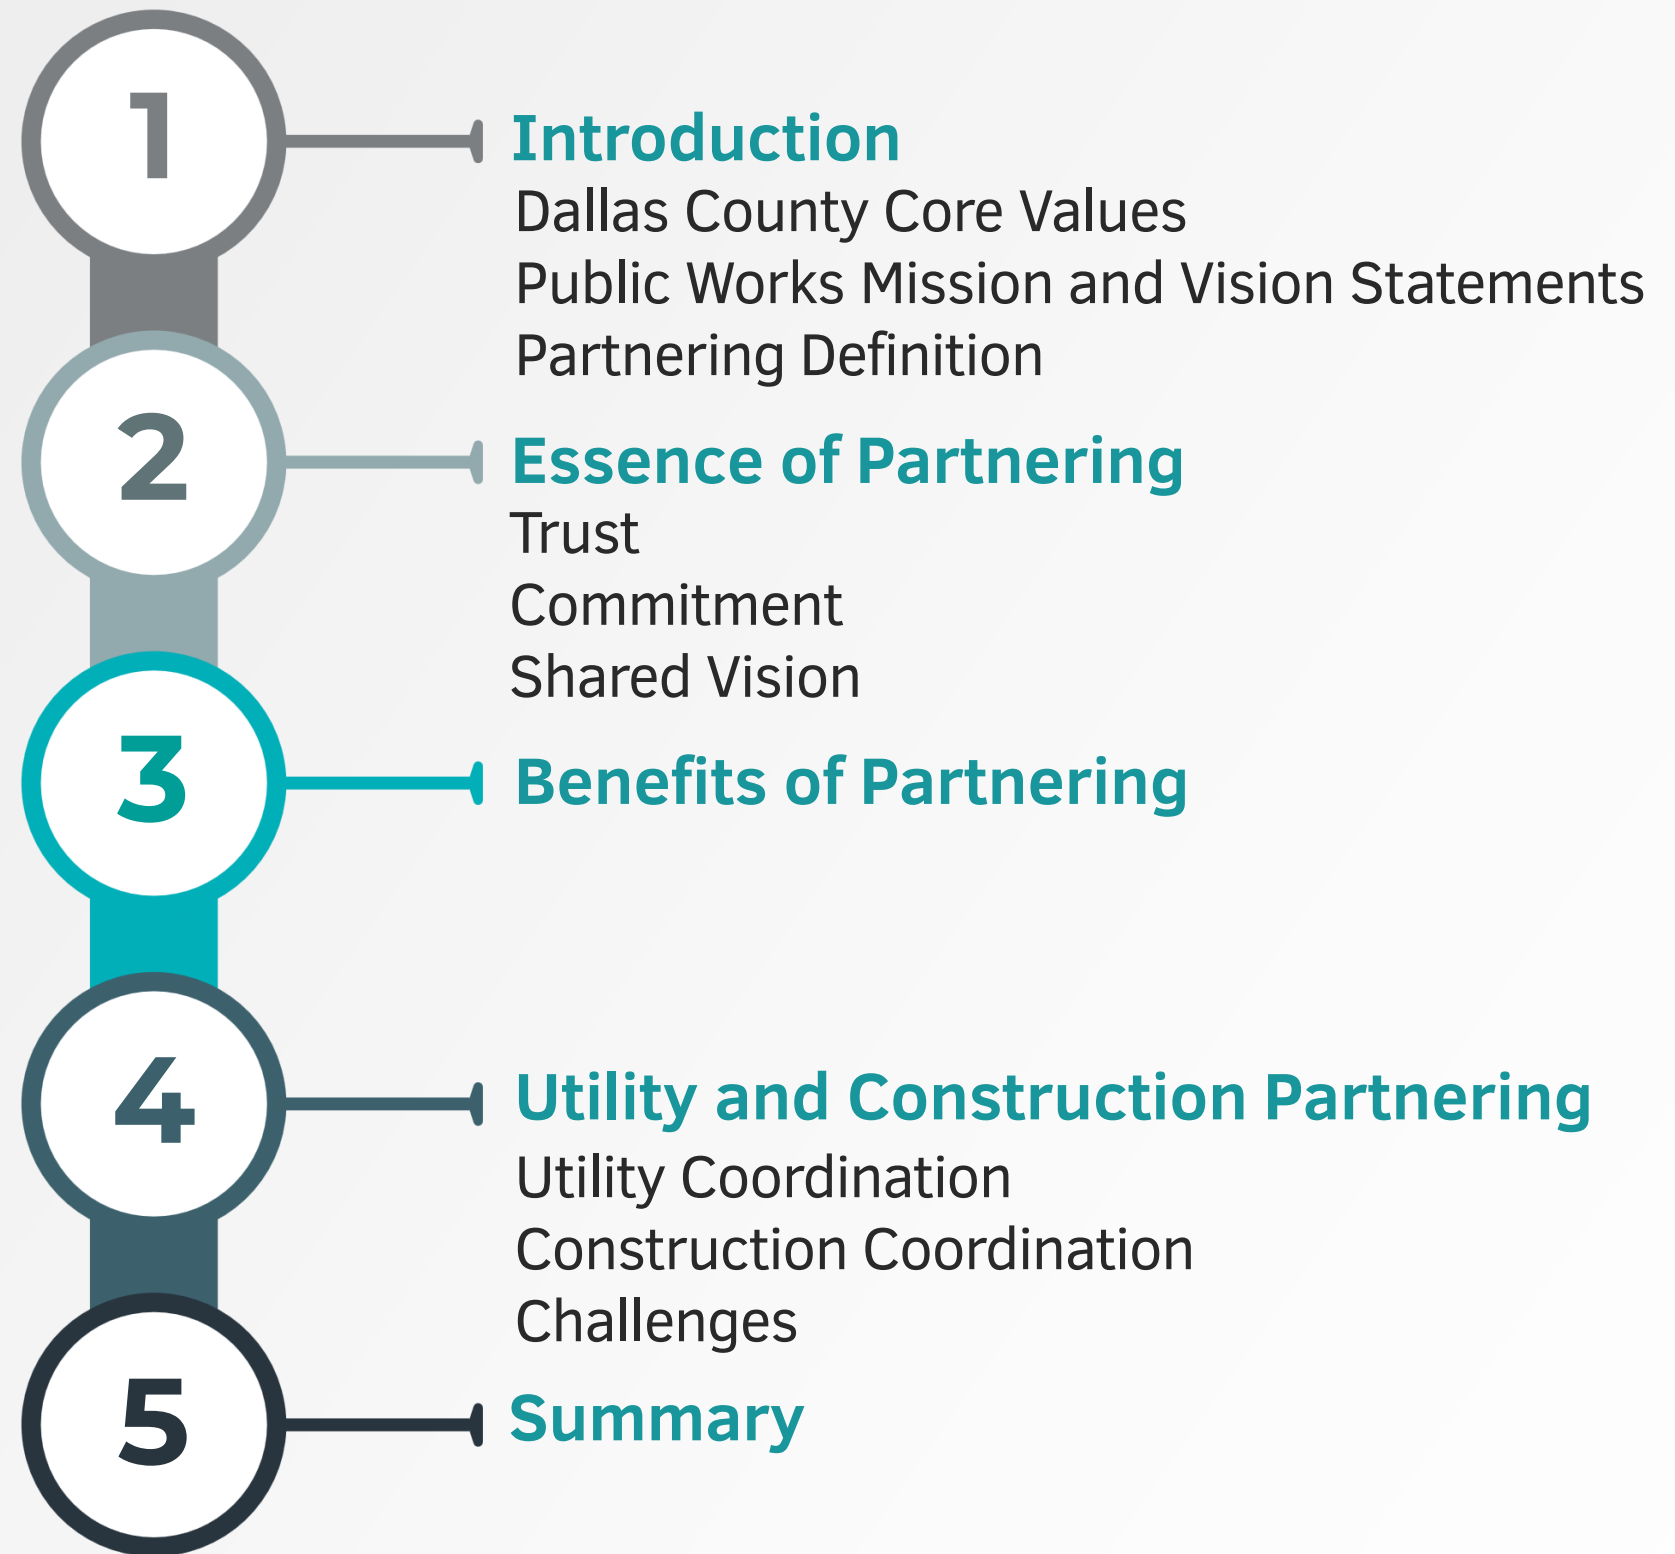 1
Introduction
Dallas County Core Values
Public Works Mission and Vision Statements
Partnering Definition
2
Essence of Partnering
Trust
Commitment
Shared Vision
3
Benefits of Partnering
4
Utility and Construction Partnering
Utility Coordination
Construction Coordination
Challenges
5
Summary